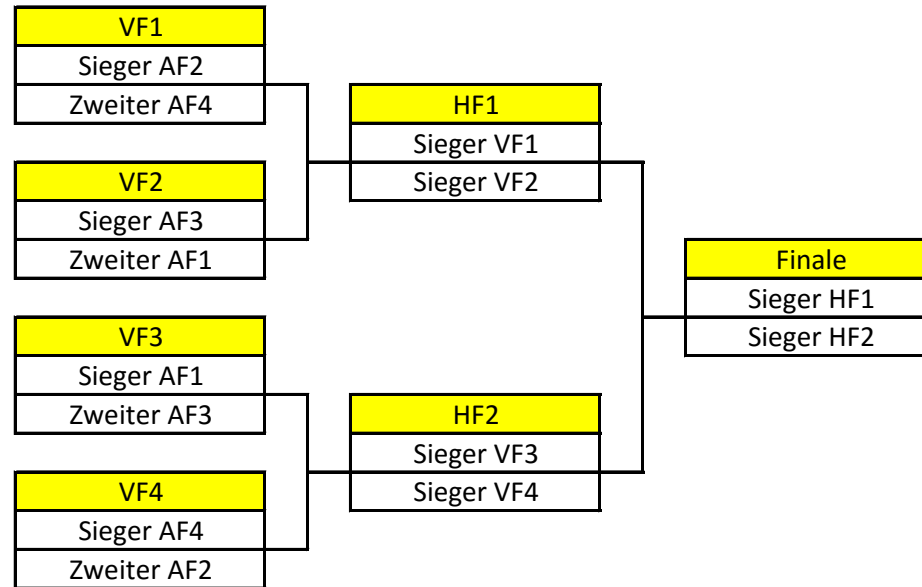 VF1
Sieger AF2
Zweiter AF4
VF2
Sieger AF3
Zweiter AF1
VF3
Sieger AF1
Zweiter AF3
VF4
Sieger AF4
Zweiter AF2
HF1
Sieger VF1
Sieger VF2
HF2
Sieger VF3
Sieger VF4
Finale
Sieger HF1
Sieger HF2